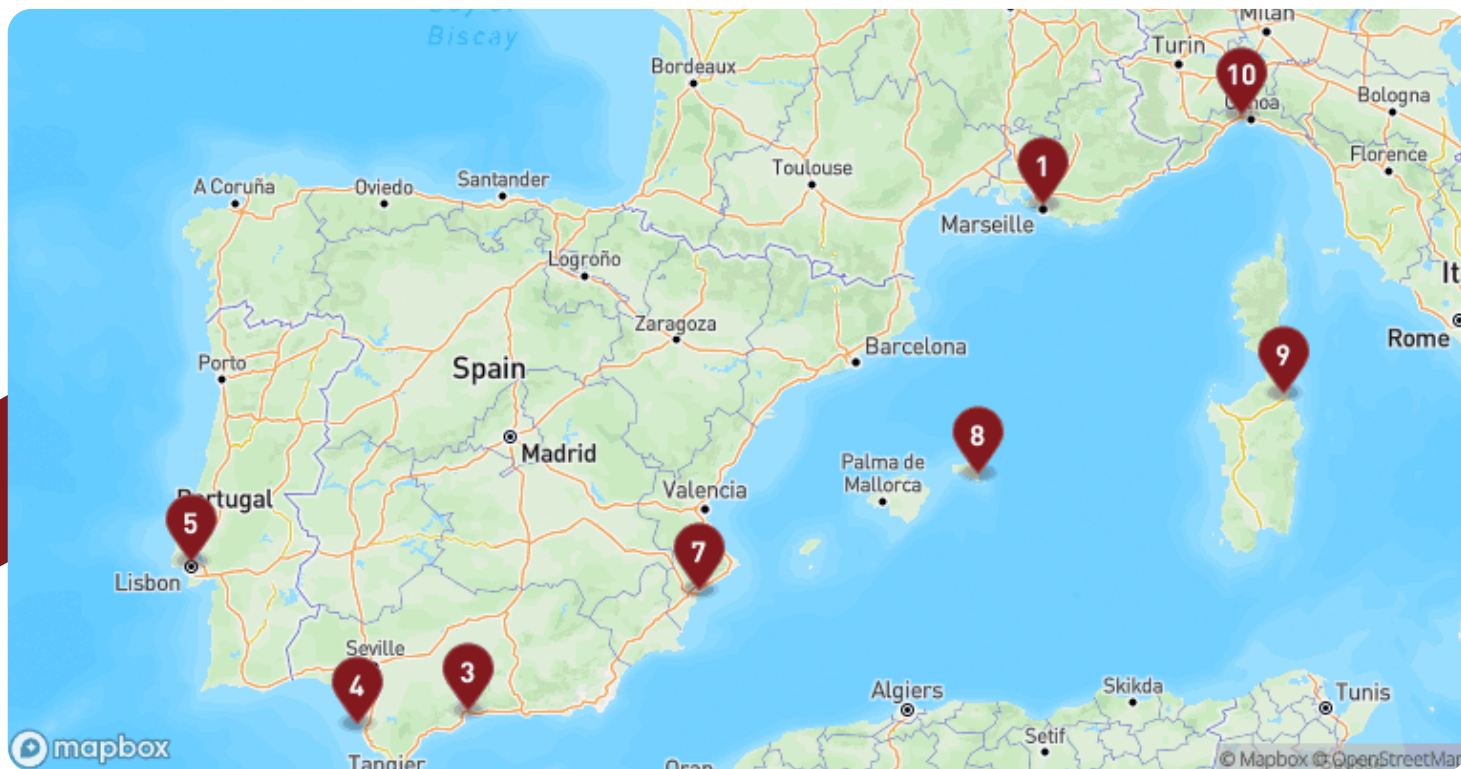 Biscay
Milan
Turin
10
Bordeaux
Bologna
1
Florence
Toulouse
A Coruña
Oviedo
Santander
Marseille
Logroño
Rome
Zaragoza
Barcelona
9
Porto
Spain
8
Madrid
Palma de
Mallorca
Valencia
Portugal
5
7
Lisbon
Seville
3
4
Algiers
Skikda
Tunis
Setif
mapbox
Tangier
Oran
© Mapbox © OpenStreetMap